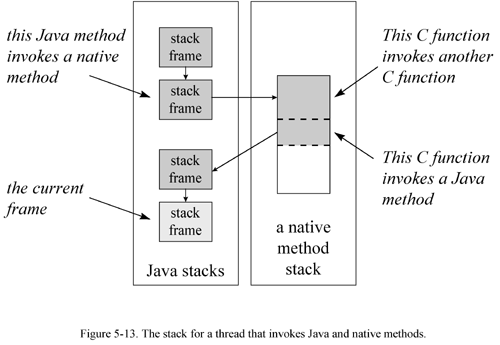 this Java method
invokes a native
method
stack
frame
stack
frame
This C function
invokes another
C function
stack
frame
This C function
invokes a Java
method
the current
frame
stack
frame
a native
method
stack
Java stacks
Figure 5-13. The stack for a thread that invokes Java and native methods.